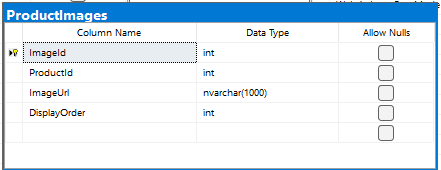 ProductImages
Column Name Data Type Allow Nulls
ImageId int
ProductId int
ImageUrl nvarchar(1000)
DisplayOrder int